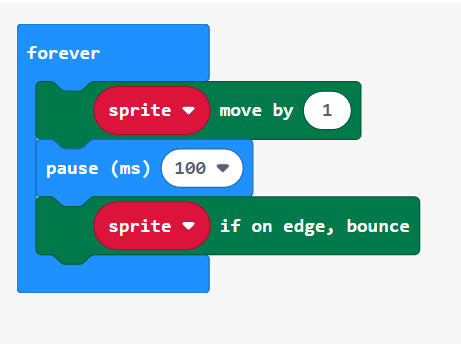 forever
sprite move by 1
pause (ms) 100
sprite if on edge, bounce